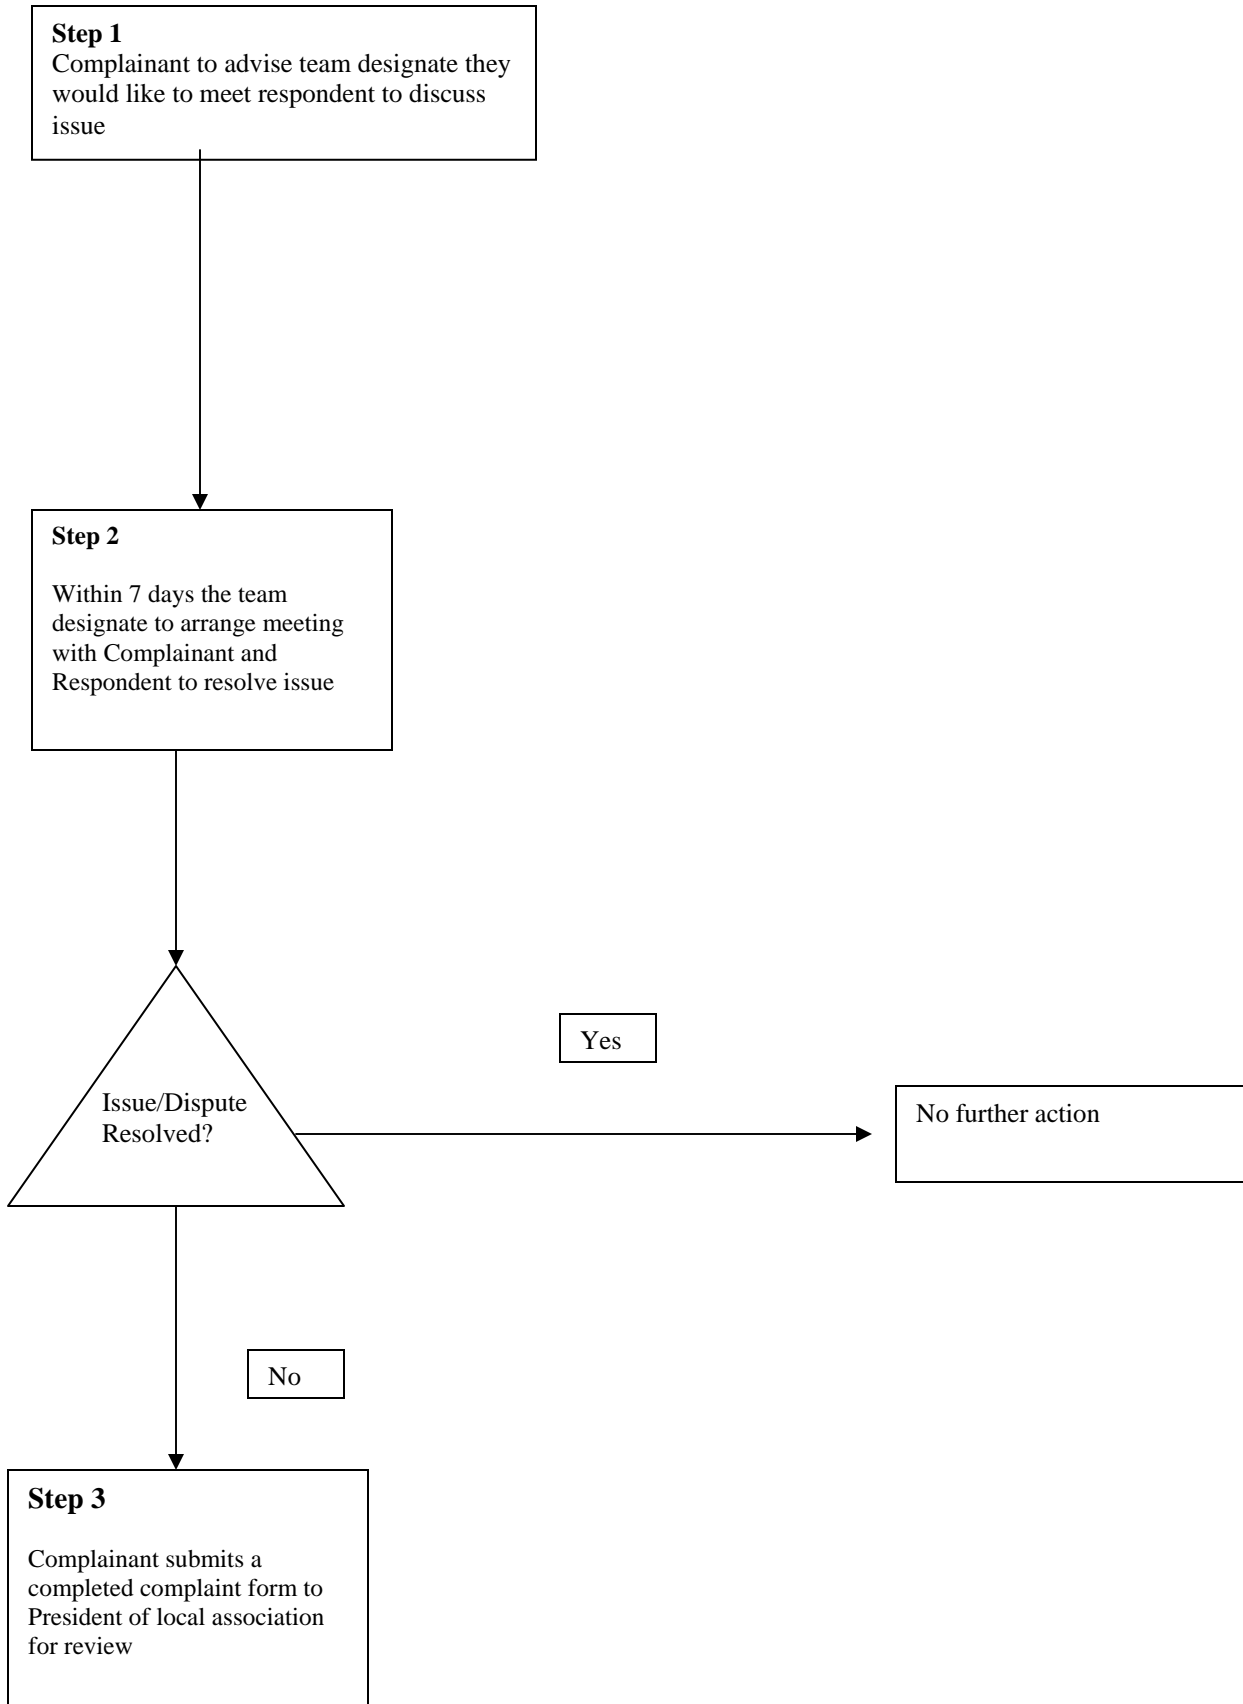 Step 1
Complainant to advise team designate they
would like to meet respondent to discuss
issue
Step 2
Within 7 days the team
designate to arrange meeting
with Complainant and
Respondent to resolve issue
Issue/Dispute
Resolved?
Yes
No further action
No
Step 3
Complainant submits a
completed complaint form to
President of local association
for review